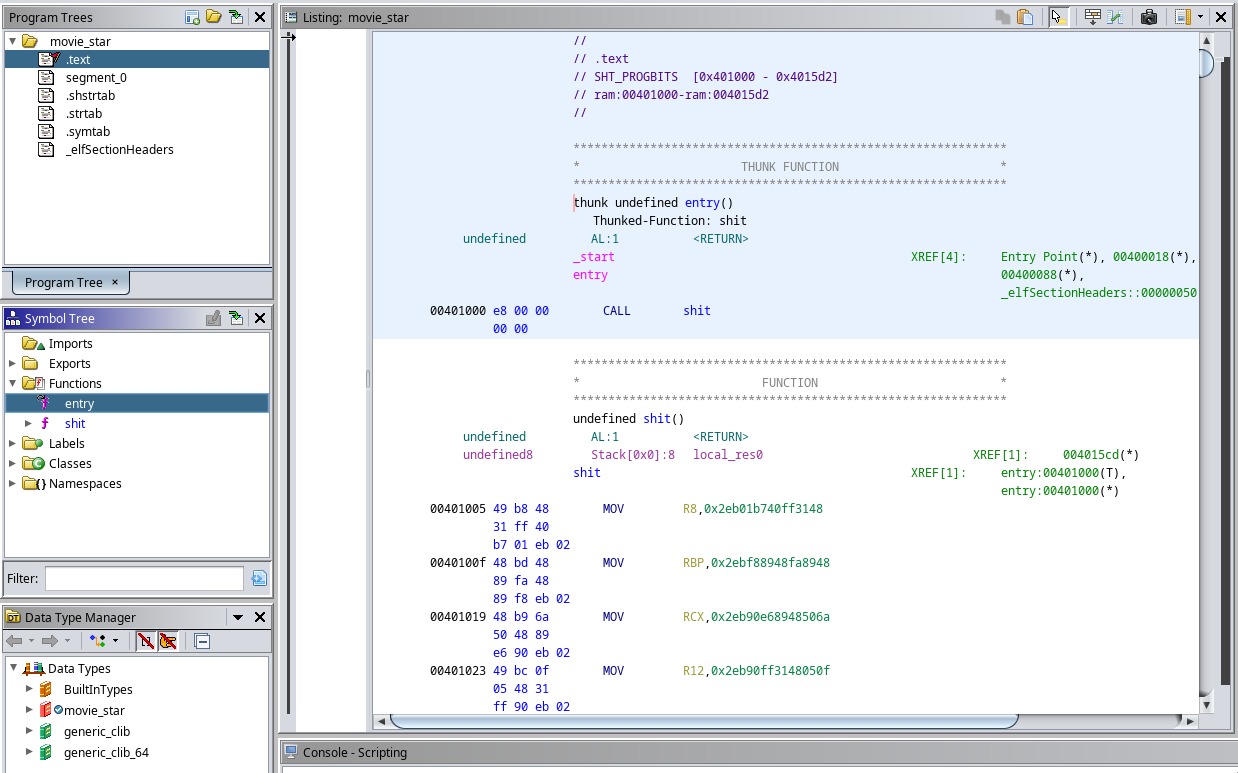 Program Trees
movie_star
.text
segment_0
.shstrtab
.strtab
.symtab
_elfSectionHeaders
Program Tree ×
Symbol Tree
Imports
Exports
Functions
entry
shit
Labels
Classes
Namespaces
Filter:
Data Type Manager
Data Types
BuiltInTypes
movie_star
generic_clib
generic_clib_64
Listing: movie_star
//
// .text
// SHT_PROGBITS [0x401000 - 0x4015d2]
// ram:00401000-ram:004015d2
//
**************************************************************
* THUNK FUNCTION *
**************************************************************
thunk undefined entry()
Thunked-Function: shit
undefined AL:1 <RETURN>
_start XREF[4]: Entry Point(*), 00400018(*),
entry 00400088(*),
_elfSectionHeaders::00000050
00401000 e8 00 00 CALL shit
00 00
**************************************************************
* FUNCTION *
**************************************************************
undefined shit()
undefined AL:1 <RETURN>
undefined8 Stack[0x0]:8 local_res0 XREF[1]: 004015cd(*)
shit XREF[1]: entry:00401000(T),
entry:00401000(*)
00401005 49 b8 48 MOV R8,0x2eb01b740ff3148
31 ff 40
b7 01 eb 02
0040100f 48 bd 48 MOV RBP,0x2ebf88948fa8948
89 fa 48
89 f8 eb 02
00401019 48 b9 6a MOV RCX,0x2eb90e68948506a
50 48 89
e6 90 eb 02
00401023 49 bc 0f MOV R12,0x2eb90ff3148050f
05 48 31
ff 90 eb 02
Console - Scripting